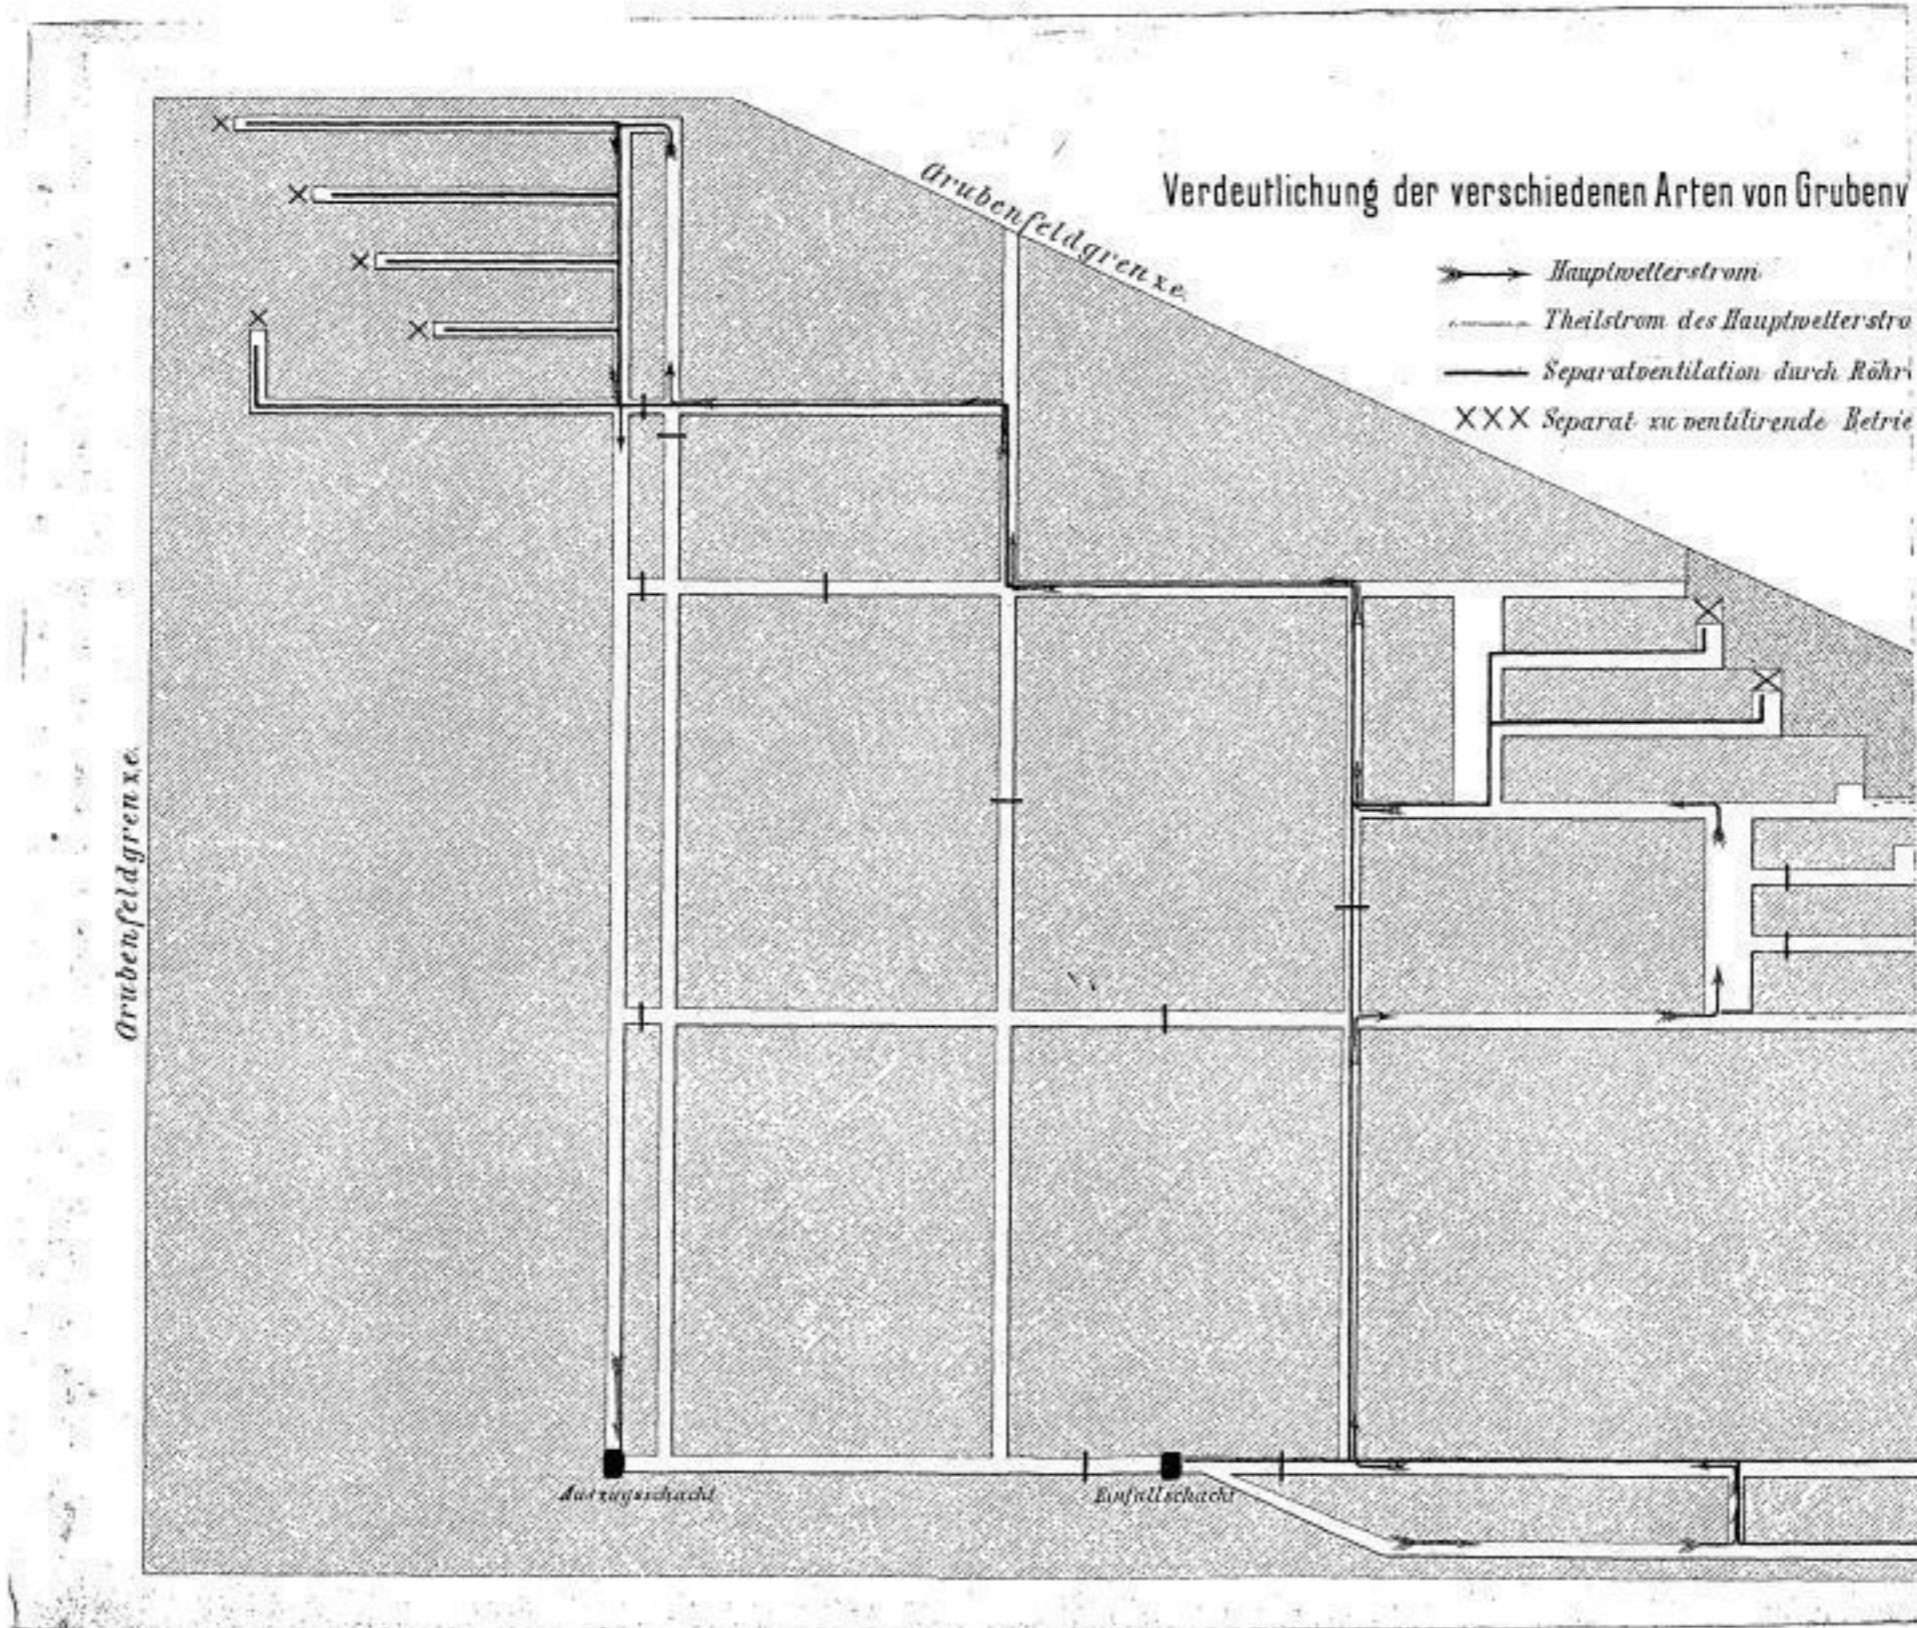 Verdeutlichung der verschiedenen Arten von Grubenv
Grubenfeldgrenze.
Hauptwetterstrom
Theilstrom des Hauptwetterstro
Separatventilation durch Röhr
XXX Separat zu ventilirende Betrie
Grubenfeldgrenze.
Auszugsschacht
Einfallschacht